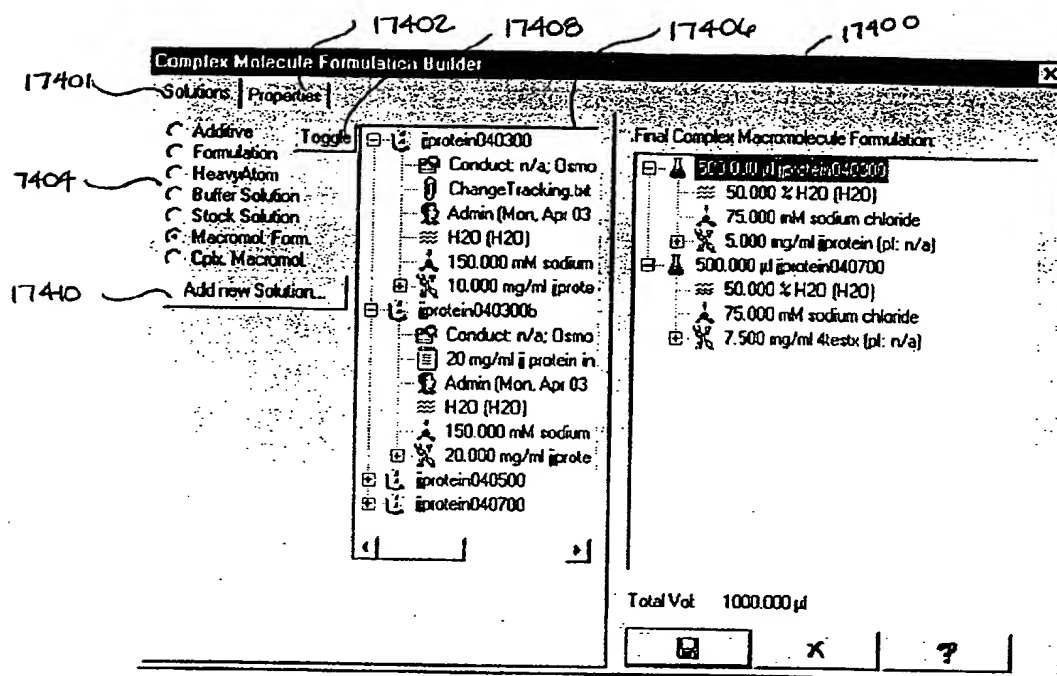 17402 17408 17406 17400
Complex Molecule Formulation Builder
17401
Solutions Properties
Additive
Formulation
HeavyAtom
7404
Buffer Solution
Stock Solution
Macromol. Form.
Cplx. Macromol.
17410
Add new Solution...
Toggle
jjprotein040300
Conduct: n/a; Osmo
ChangeTracking.txt
Admin (Mon, Apr 03
H2O (H2O)
150.000 mM sodium
10.000 mg/ml jjprote
jjprotein040300b
Conduct: n/a; Osmo
20 mg/ml jj protein in
Admin (Mon, Apr 03
H2O (H2O)
150.000 mM sodium
20.000 mg/ml jjprote
jjprotein040500
jjprotein040700
Final Complex Macromolecule Formulation:
500.000 µl jjprotein040300
50.000 % H2O (H2O)
75.000 mM sodium chloride
5.000 mg/ml jjprotein (pI: n/a)
500.000 µl jjprotein040700
50.000 % H2O (H2O)
75.000 mM sodium chloride
7.500 mg/ml 4testx (pI: n/a)
Total Vol: 1000.000 µl